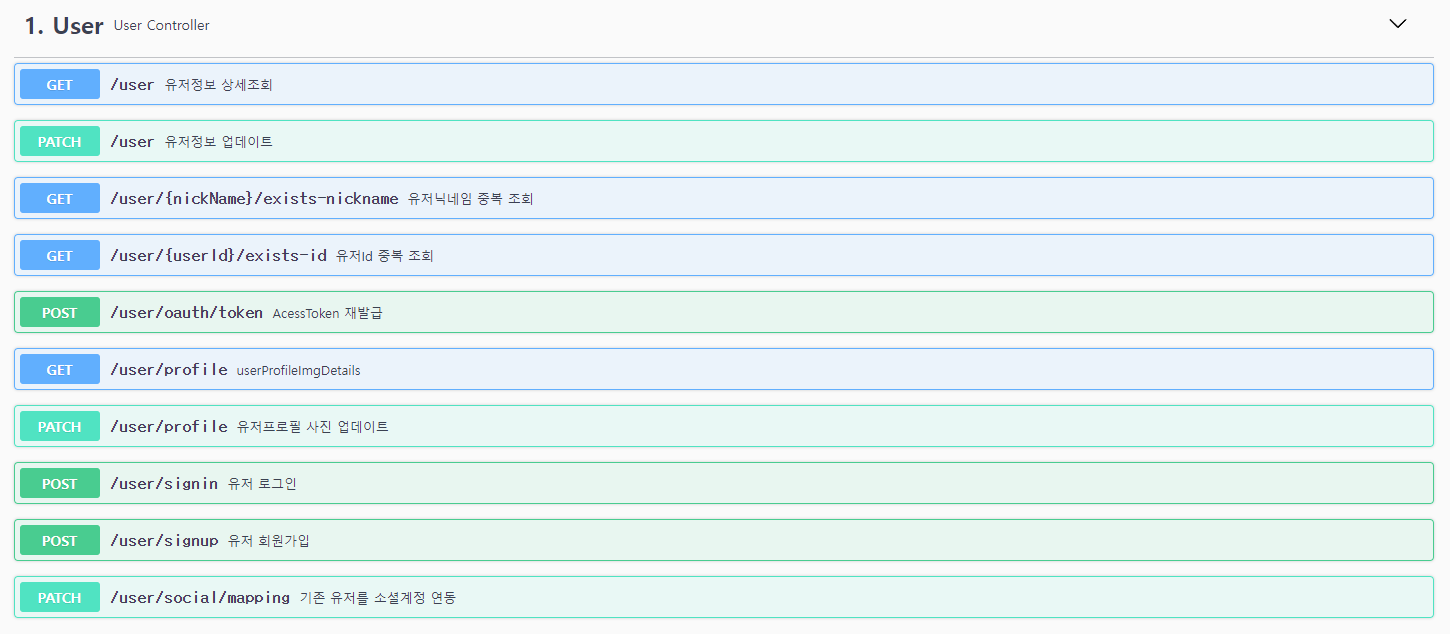 1. User User Controller
GET /user 유저정보 상세조회
PATCH /user 유저정보 업데이트
GET /user/{nickName}/exists-nickname 유저닉네임 중복 조회
GET /user/{userId}/exists-id 유저Id 중복 조회
POST /user/oauth/token AcessToken 재발급
GET /user/profile userProfileImgDetails
PATCH /user/profile 유저프로필 사진 업데이트
POST /user/signin 유저 로그인
POST /user/signup 유저 회원가입
PATCH /user/social/mapping 기존 유저를 소셜계정 연동